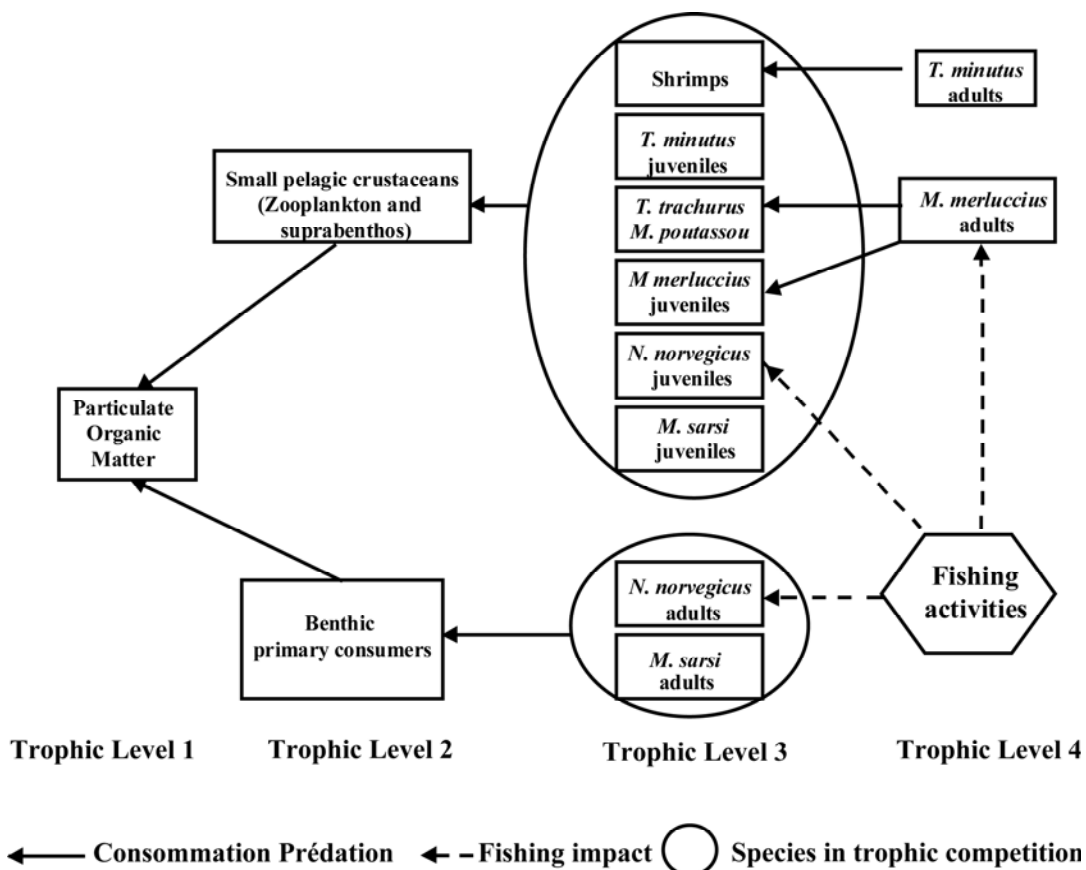 Shrimps
T. minutus
adults
T. minutus
juveniles
Small pelagic crustaceans
(Zooplankton and
suprabenthos)
T. trachurus
M. poutassou
M. merluccius
adults
M merluccius
juveniles
N. norvegicus
juveniles
Particulate
Organic
Matter
M. sarsi
juveniles
Fishing
activities
N. norvegicus
adults
Benthic
primary consumers
M. sarsi
adults
Trophic Level 1 Trophic Level 2 Trophic Level 3 Trophic Level 4
Consommation Prédation Fishing impact Species in trophic competition